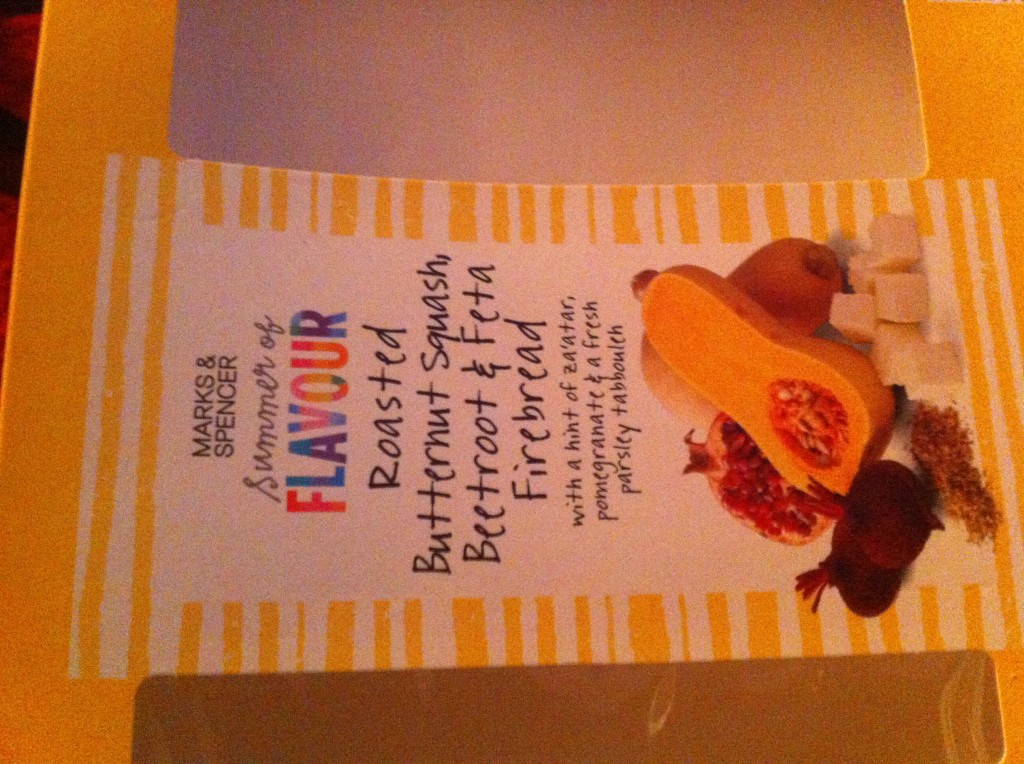 MARKS &
SPENCER
Summer of
FLAVOUR
Roasted
Butternut Squash,
Beetroot & Feta
Firebread
with a hint of za'atar,
pomegranate & a fresh
parsley tabbouleh